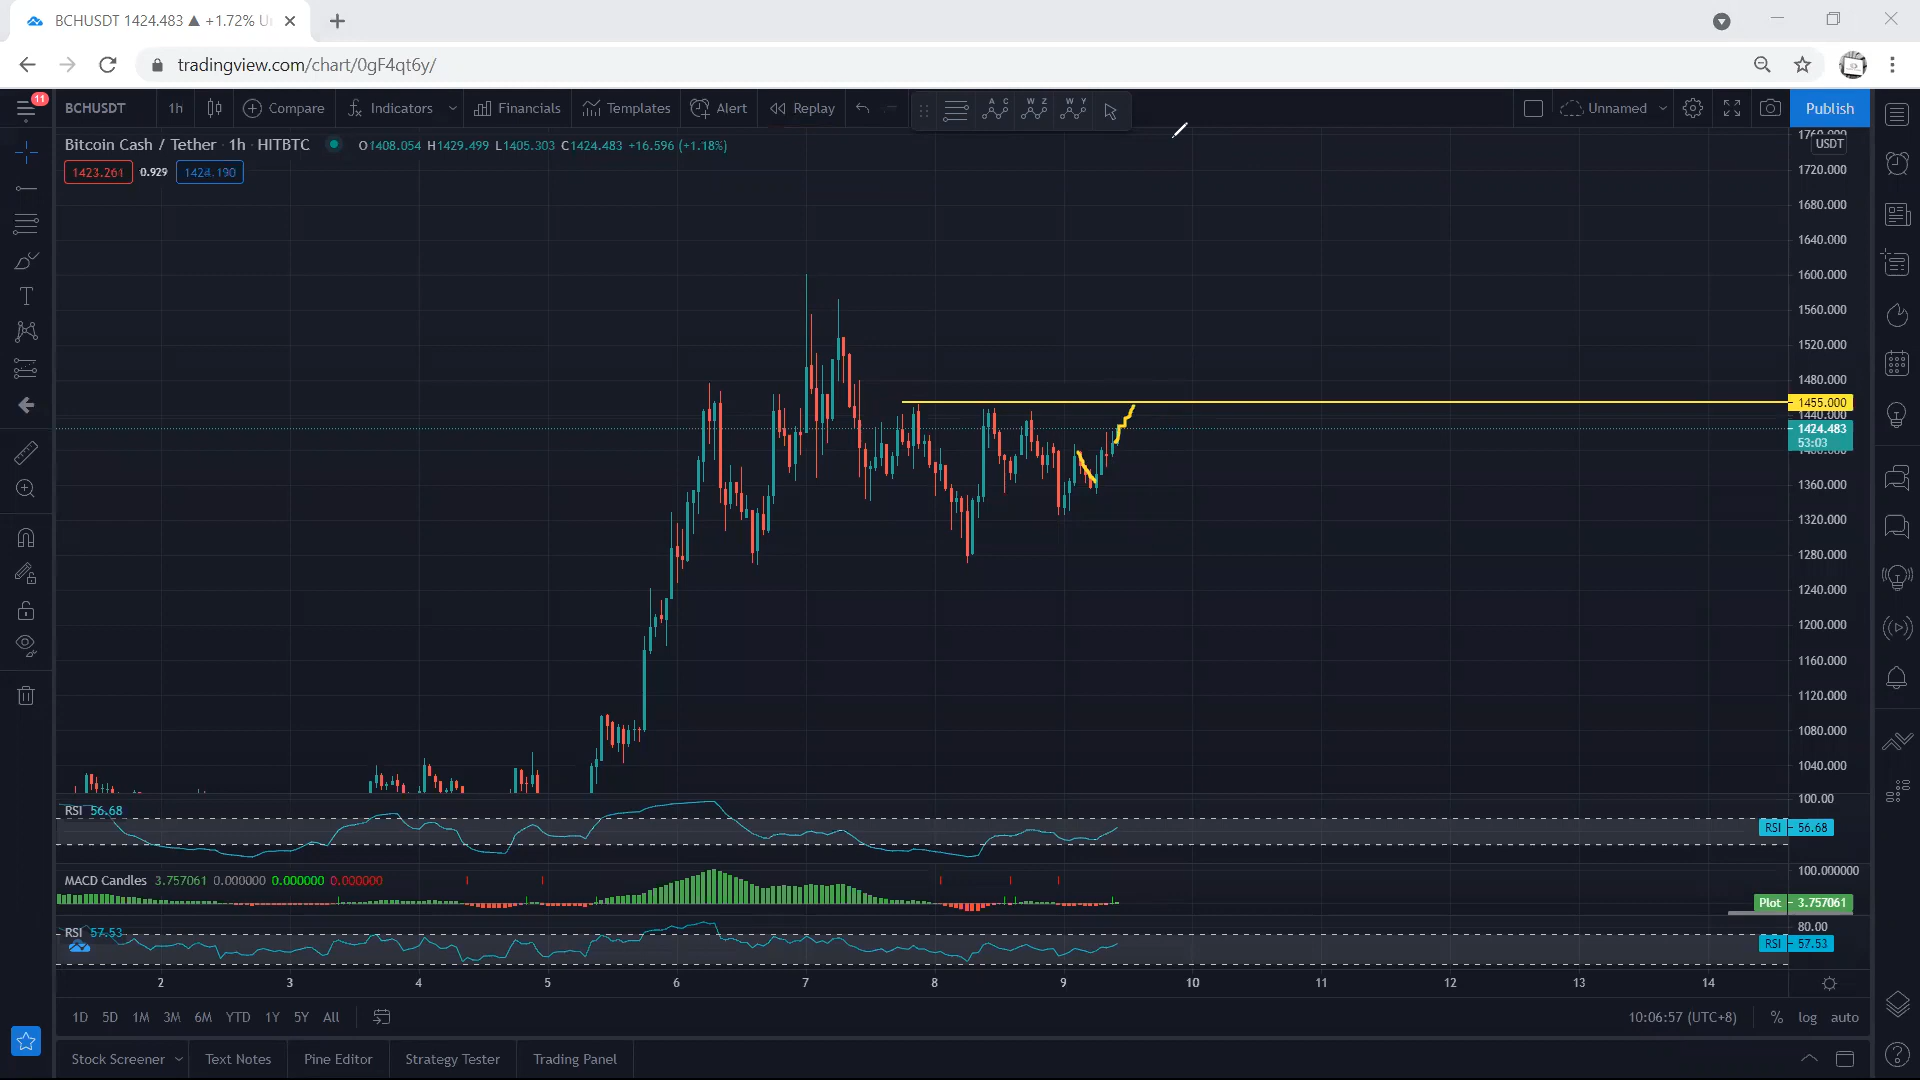 BCHUSDT 1424.483 ▲ +1.72% U
tradingview.com/chart/0gF4qt6y/
11
BCHUSDT 1h Compare Indicators Financials Templates Alert Replay
A C W Z W Y
Unnamed Publish
Bitcoin Cash / Tether · 1h · HITBTC O1408.054 H1429.499 L1405.303 C1424.483 +16.596 (+1.18%)
1423.261 0.929 1424.190
1760.000
USDT
1720.000
1680.000
1640.000
1600.000
1560.000
1520.000
1480.000
1455.000
1440.000
1424.483
53:03
1400.000
1360.000
1320.000
1280.000
1240.000
1200.000
1160.000
1120.000
1080.000
1040.000
RSI 56.68
100.00
RSI 56.68
MACD Candles 3.757061 0.000000 0.000000 0.000000
100.000000
Plot 3.757061
RSI 57.53
80.00
RSI 57.53
2 3 4 5 6 7 8 9 10 11 12 13 14
1D 5D 1M 3M 6M YTD 1Y 5Y All
10:06:57 (UTC+8) % log auto
Stock Screener Text Notes Pine Editor Strategy Tester Trading Panel